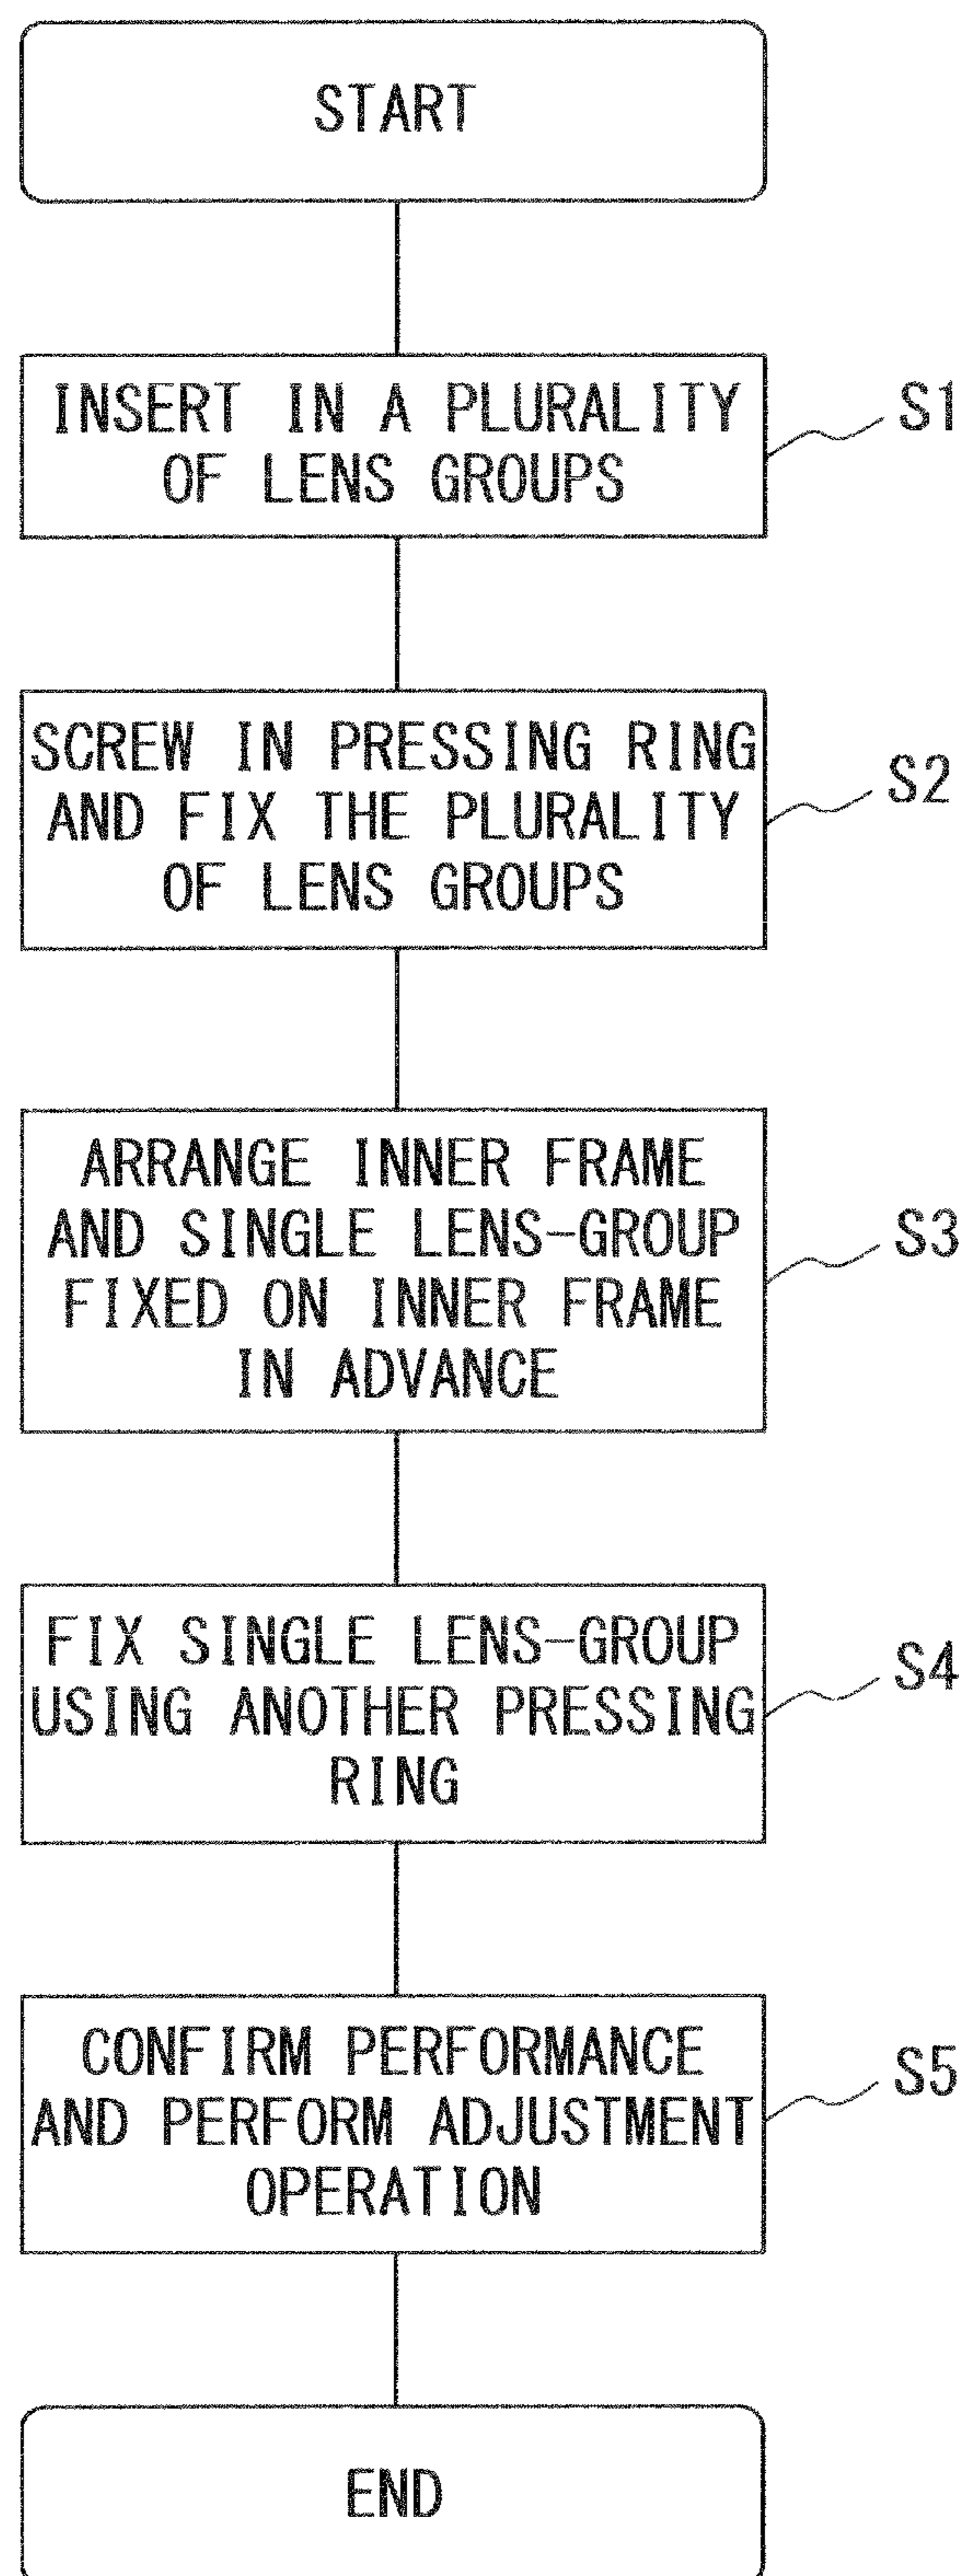 START
INSERT IN A PLURALITY
OF LENS GROUPS
S1
SCREW IN PRESSING RING
AND FIX THE PLURALITY
OF LENS GROUPS
S2
ARRANGE INNER FRAME
AND SINGLE LENS-GROUP
FIXED ON INNER FRAME
IN ADVANCE
S3
FIX SINGLE LENS-GROUP
USING ANOTHER PRESSING
RING
S4
CONFIRM PERFORMANCE
AND PERFORM ADJUSTMENT
OPERATION
S5
END